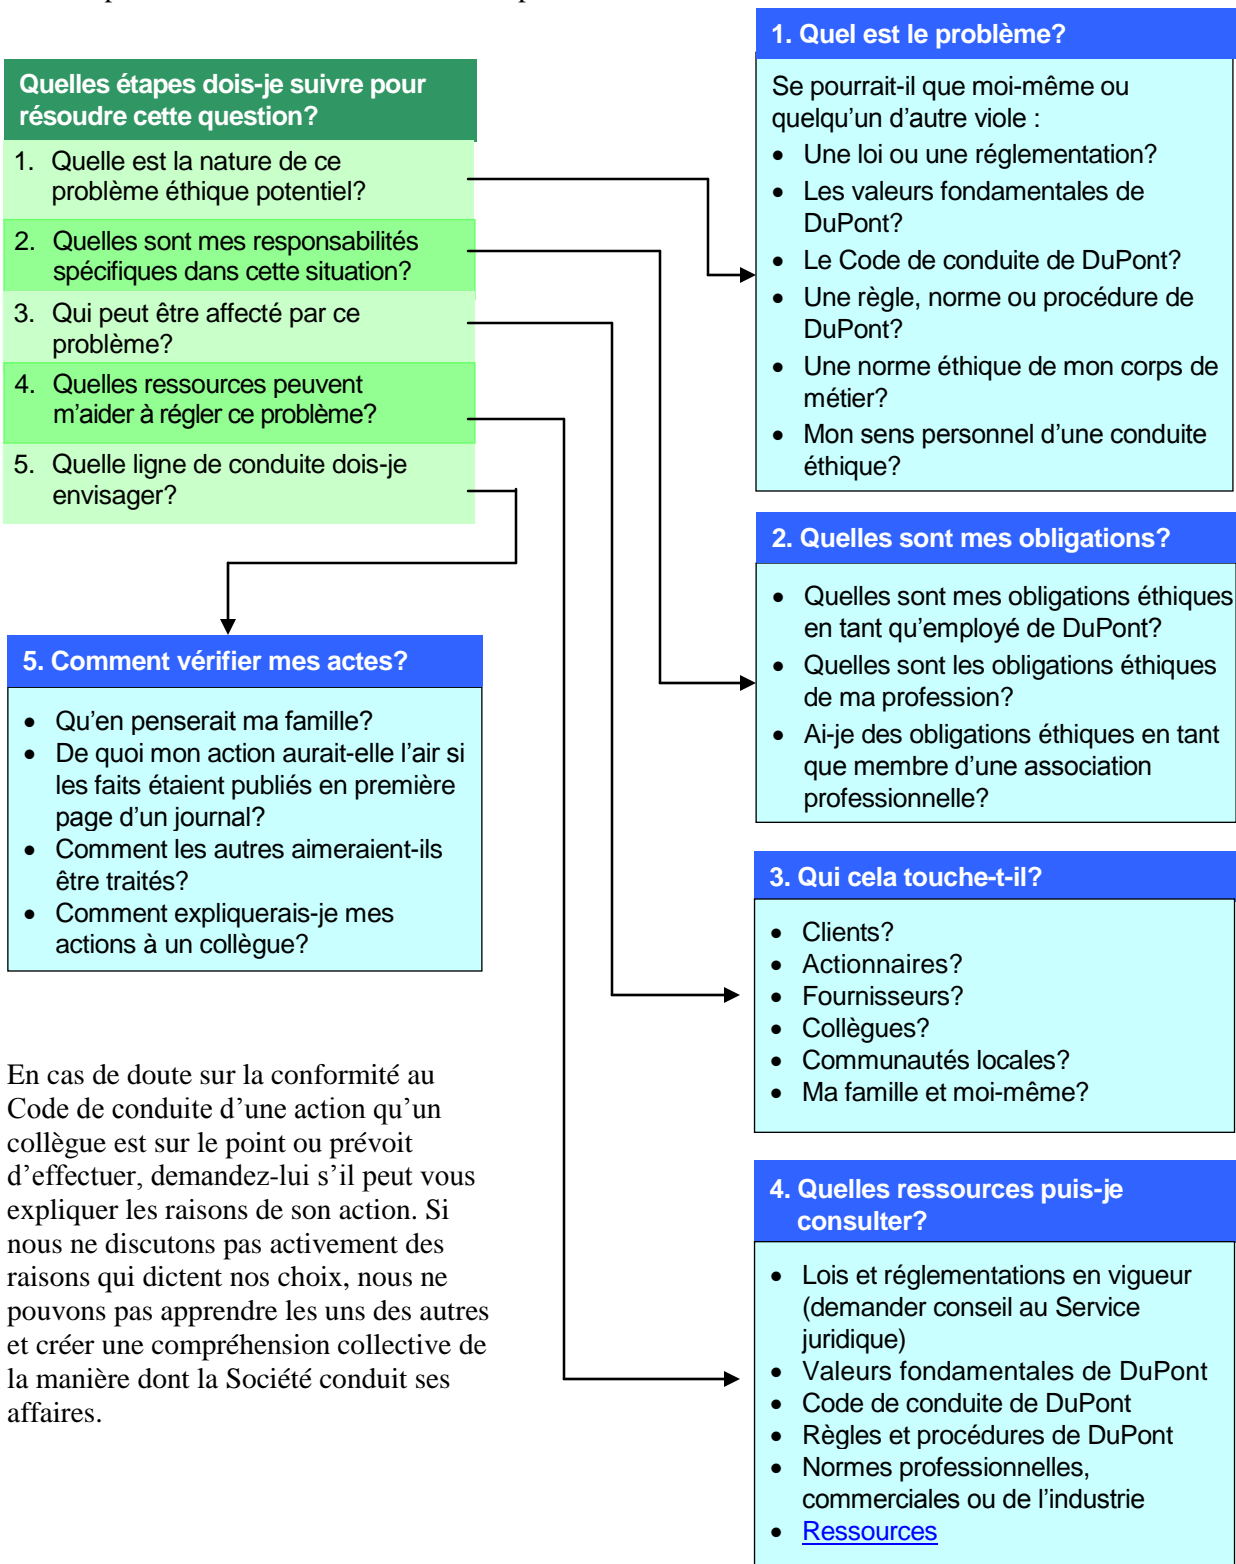 Quelles étapes dois-je suivre pour
résoudre cette question?
1. Quelle est la nature de ce
problème éthique potentiel?
2. Quelles sont mes responsabilités
spécifiques dans cette situation?
3. Qui peut être affecté par ce
problème?
4. Quelles ressources peuvent
m’aider à régler ce problème?
5. Quelle ligne de conduite dois-je
envisager?
1. Quel est le problème?
Se pourrait-il que moi-même ou
quelqu’un d’autre viole :
• Une loi ou une réglementation?
• Les valeurs fondamentales de
DuPont?
• Le Code de conduite de DuPont?
• Une règle, norme ou procédure de
DuPont?
• Une norme éthique de mon corps de
métier?
• Mon sens personnel d’une conduite
éthique?
2. Quelles sont mes obligations?
• Quelles sont mes obligations éthiques
en tant qu’employé de DuPont?
• Quelles sont les obligations éthiques
de ma profession?
• Ai-je des obligations éthiques en tant
que membre d’une association
professionnelle?
3. Qui cela touche-t-il?
• Clients?
• Actionnaires?
• Fournisseurs?
• Collègues?
• Communautés locales?
• Ma famille et moi-même?
4. Quelles ressources puis-je
consulter?
• Lois et réglementations en vigueur
(demander conseil au Service
juridique)
• Valeurs fondamentales de DuPont
• Code de conduite de DuPont
• Règles et procédures de DuPont
• Normes professionnelles,
commerciales ou de l’industrie
• Ressources
5. Comment vérifier mes actes?
• Qu’en penserait ma famille?
• De quoi mon action aurait-elle l’air si
les faits étaient publiés en première
page d’un journal?
• Comment les autres aimeraient-ils
être traités?
• Comment expliquerais-je mes
actions à un collègue?
En cas de doute sur la conformité au
Code de conduite d’une action qu’un
collègue est sur le point ou prévoit
d’effectuer, demandez-lui s’il peut vous
expliquer les raisons de son action. Si
nous ne discutons pas activement des
raisons qui dictent nos choix, nous ne
pouvons pas apprendre les uns des autres
et créer une compréhension collective de
la manière dont la Société conduit ses
affaires.